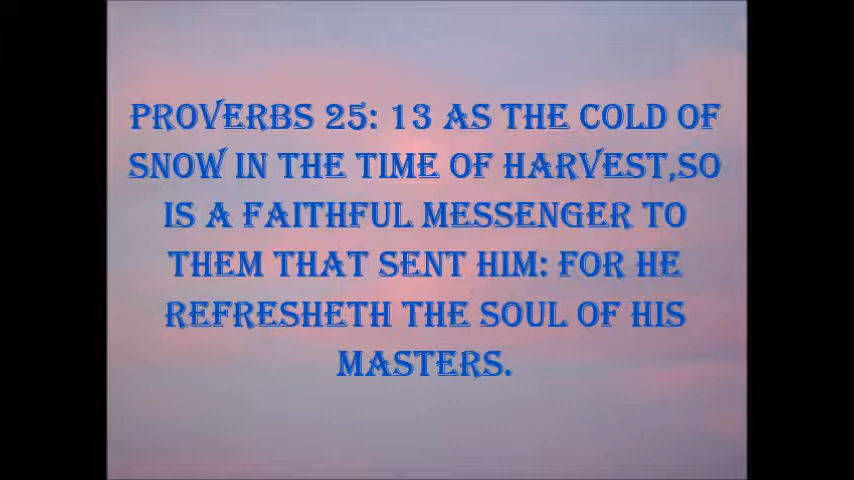 PROVERBS 25: 13 AS THE COLD OF
SNOW IN THE TIME OF HARVEST,SO
IS A FAITHFUL MESSENGER TO
THEM THAT SENT HIM: FOR HE
REFRESHETH THE SOUL OF HIS
MASTERS.